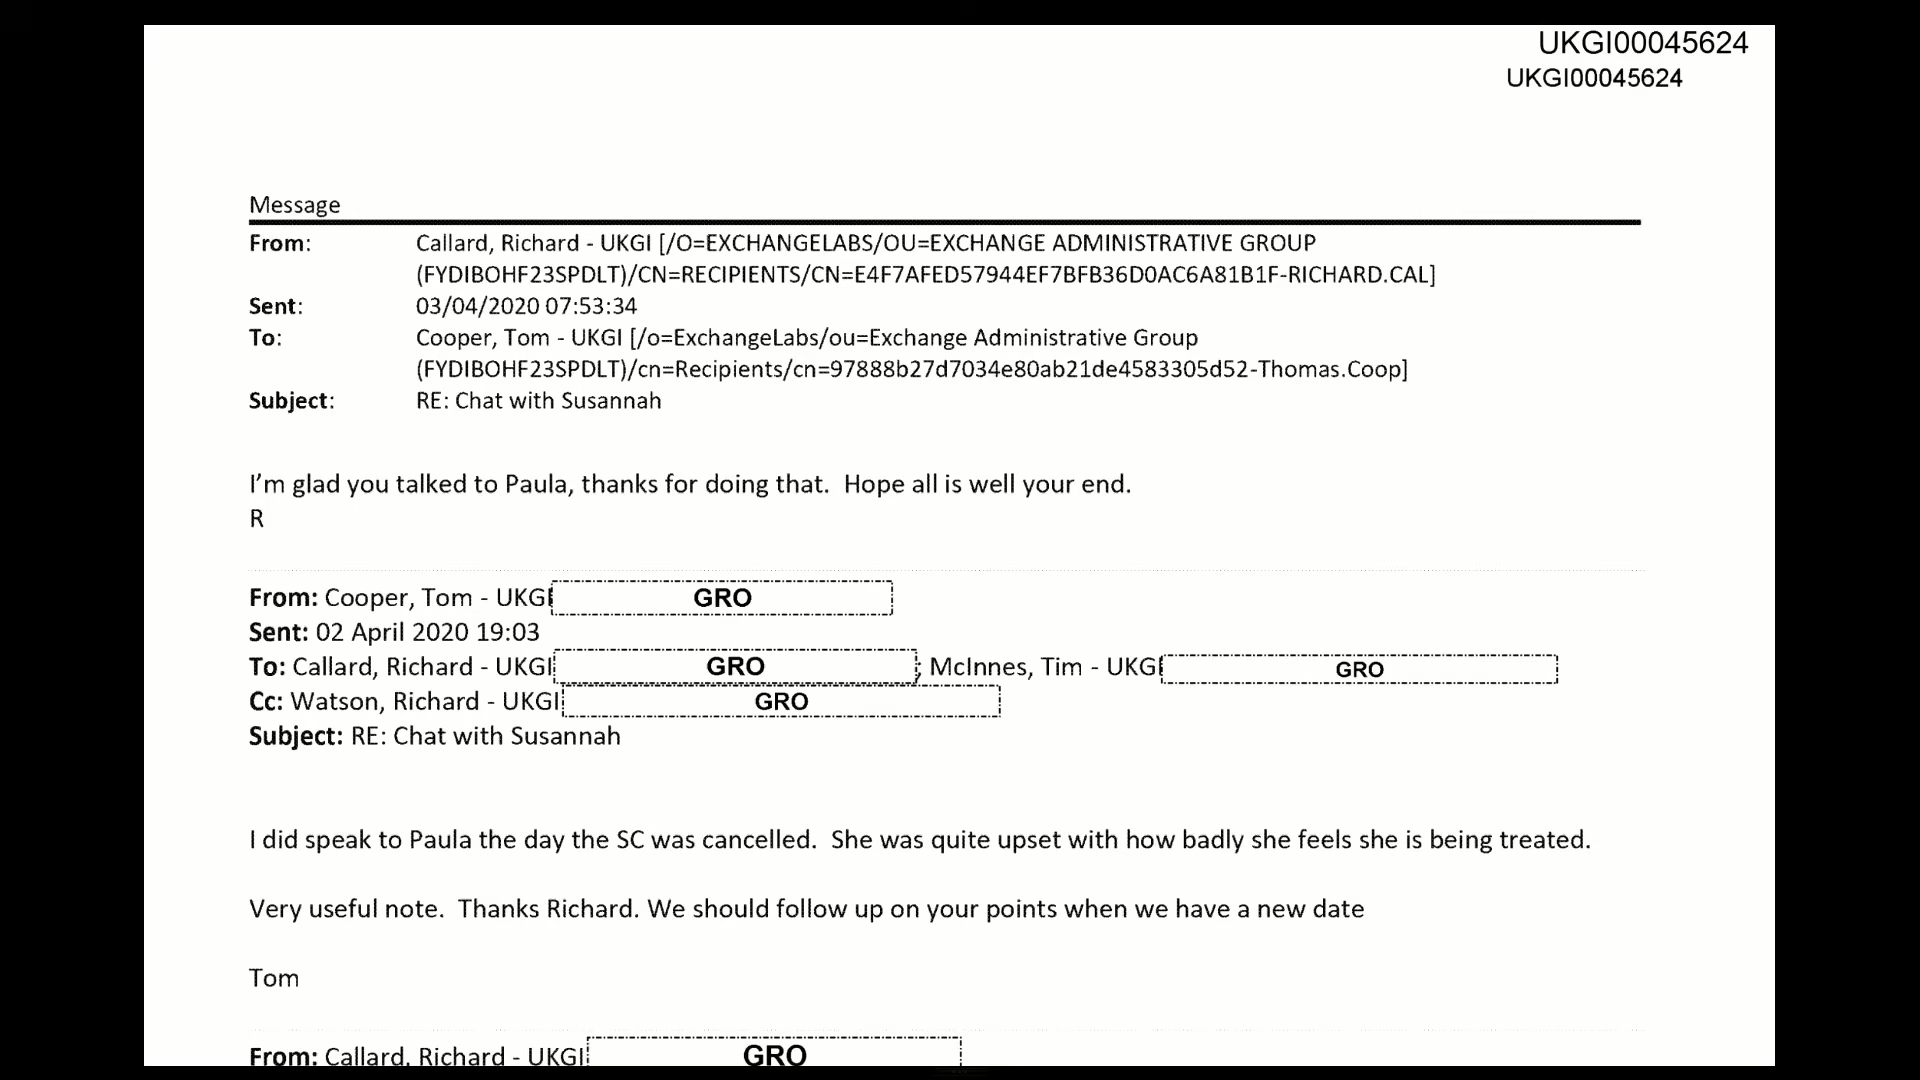 UKGI00045624
UKGI00045624
Message
From: Callard, Richard - UKGI [/O=EXCHANGELABS/OU=EXCHANGE ADMINISTRATIVE GROUP
(FYDIBOHF23SPDLT)/CN=RECIPIENTS/CN=E4F7AFED57944EF7BFB36D0AC6A81B1F-RICHARD.CAL]
Sent: 03/04/2020 07:53:34
To: Cooper, Tom - UKGI [/o=ExchangeLabs/ou=Exchange Administrative Group
(FYDIBOHF23SPDLT)/cn=Recipients/cn=97888b27d7034e80ab21de4583305d52-Thomas.Coop]
Subject: RE: Chat with Susannah
I'm glad you talked to Paula, thanks for doing that.  Hope all is well your end.
R
From: Cooper, Tom - UKGI GRO
Sent: 02 April 2020 19:03
To: Callard, Richard - UKGI GRO ; McInnes, Tim - UKGI GRO
Cc: Watson, Richard - UKGI GRO
Subject: RE: Chat with Susannah
I did speak to Paula the day the SC was cancelled.  She was quite upset with how badly she feels she is being treated.
Very useful note.  Thanks Richard. We should follow up on your points when we have a new date
Tom
From: Callard, Richard - UKGI GRO